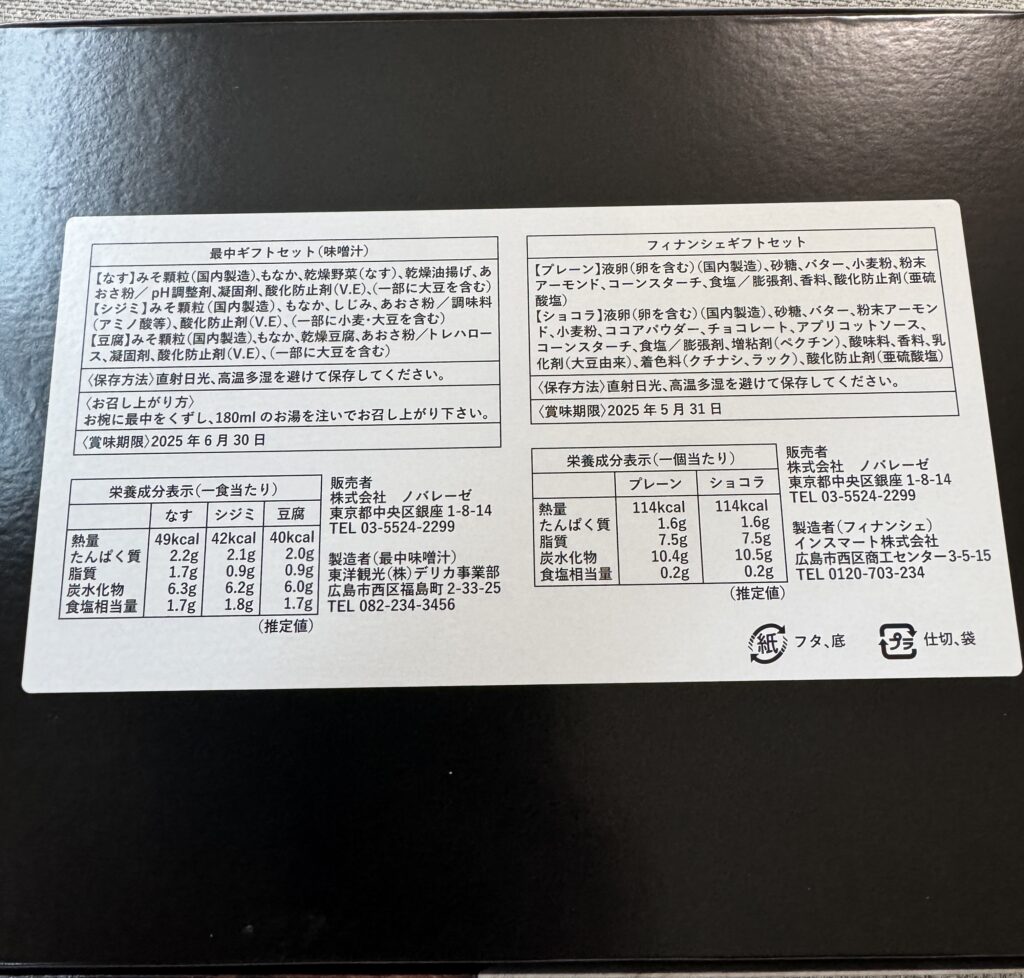 最中ギフトセット(味噌汁)
【なす】みそ顆粒(国内製造)、もなか、乾燥野菜(なす)、乾燥油揚げ、あ
おさ粉／pH調整剤、凝固剤、酸化防止剤(V.E)、(一部に大豆を含む)
【シジミ】みそ顆粒(国内製造)、もなか、しじみ、あおさ粉／調味料
(アミノ酸等)、酸化防止剤(V.E)、(一部に小麦・大豆を含む)
【豆腐】みそ顆粒(国内製造)、もなか、乾燥豆腐、あおさ粉／トレハロー
ス、凝固剤、酸化防止剤(V.E)、(一部に大豆を含む)
〈保存方法〉直射日光、高温多湿を避けて保存してください。
〈お召し上がり方〉
お椀に最中をくずし、180mlのお湯を注いでお召し上がり下さい。
〈賞味期限〉2025年6月30日
栄養成分表示(一食当たり)
なす シジミ 豆腐
熱量 49kcal 42kcal 40kcal
たんぱく質 2.2g 2.1g 2.0g
脂質 1.7g 0.9g 0.9g
炭水化物 6.3g 6.2g 6.0g
食塩相当量 1.7g 1.8g 1.7g
(推定値)
販売者
株式会社 ノバレーゼ
東京都中央区銀座1-8-14
TEL 03-5524-2299
製造者(最中味噌汁)
東洋観光(株)デリカ事業部
広島市西区福島町2-33-25
TEL 082-234-3456
フィナンシェギフトセット
【プレーン】液卵(卵を含む)(国内製造)、砂糖、バター、小麦粉、粉末
アーモンド、コーンスターチ、食塩／膨張剤、香料、酸化防止剤(亜硫
酸塩)
【ショコラ】液卵(卵を含む)(国内製造)、砂糖、バター、粉末アーモン
ド、小麦粉、ココアパウダー、チョコレート、アプリコットソース、
コーンスターチ、食塩／膨張剤、増粘剤(ペクチン)、酸味料、香料、乳
化剤(大豆由来)、着色料(クチナシ、ラック)、酸化防止剤(亜硫酸塩)
〈保存方法〉直射日光、高温多湿を避けて保存してください。
〈賞味期限〉2025年5月31日
栄養成分表示(一個当たり)
プレーン ショコラ
熱量 114kcal 114kcal
たんぱく質 1.6g 1.6g
脂質 7.5g 7.5g
炭水化物 10.4g 10.5g
食塩相当量 0.2g 0.2g
(推定値)
販売者
株式会社 ノバレーゼ
東京都中央区銀座1-8-14
TEL 03-5524-2299
製造者(フィナンシェ)
インスマート株式会社
広島市西区商工センター3-5-15
TEL 0120-703-234
紙 フタ、底 プラ 仕切、袋